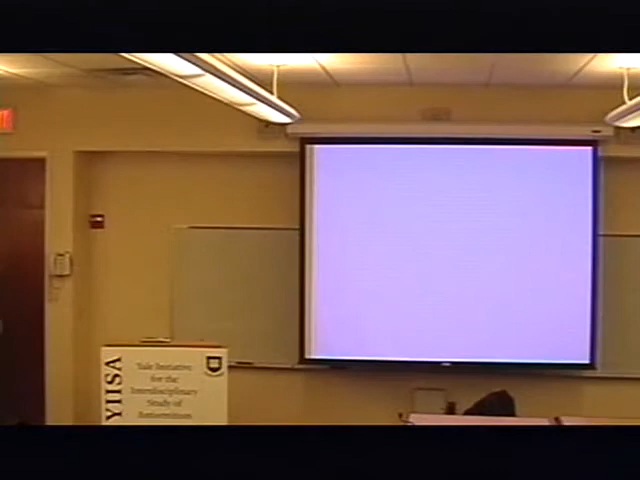 YIISA
Yale Initiative
for the
Interdisciplinary
Study of
Antisemitism